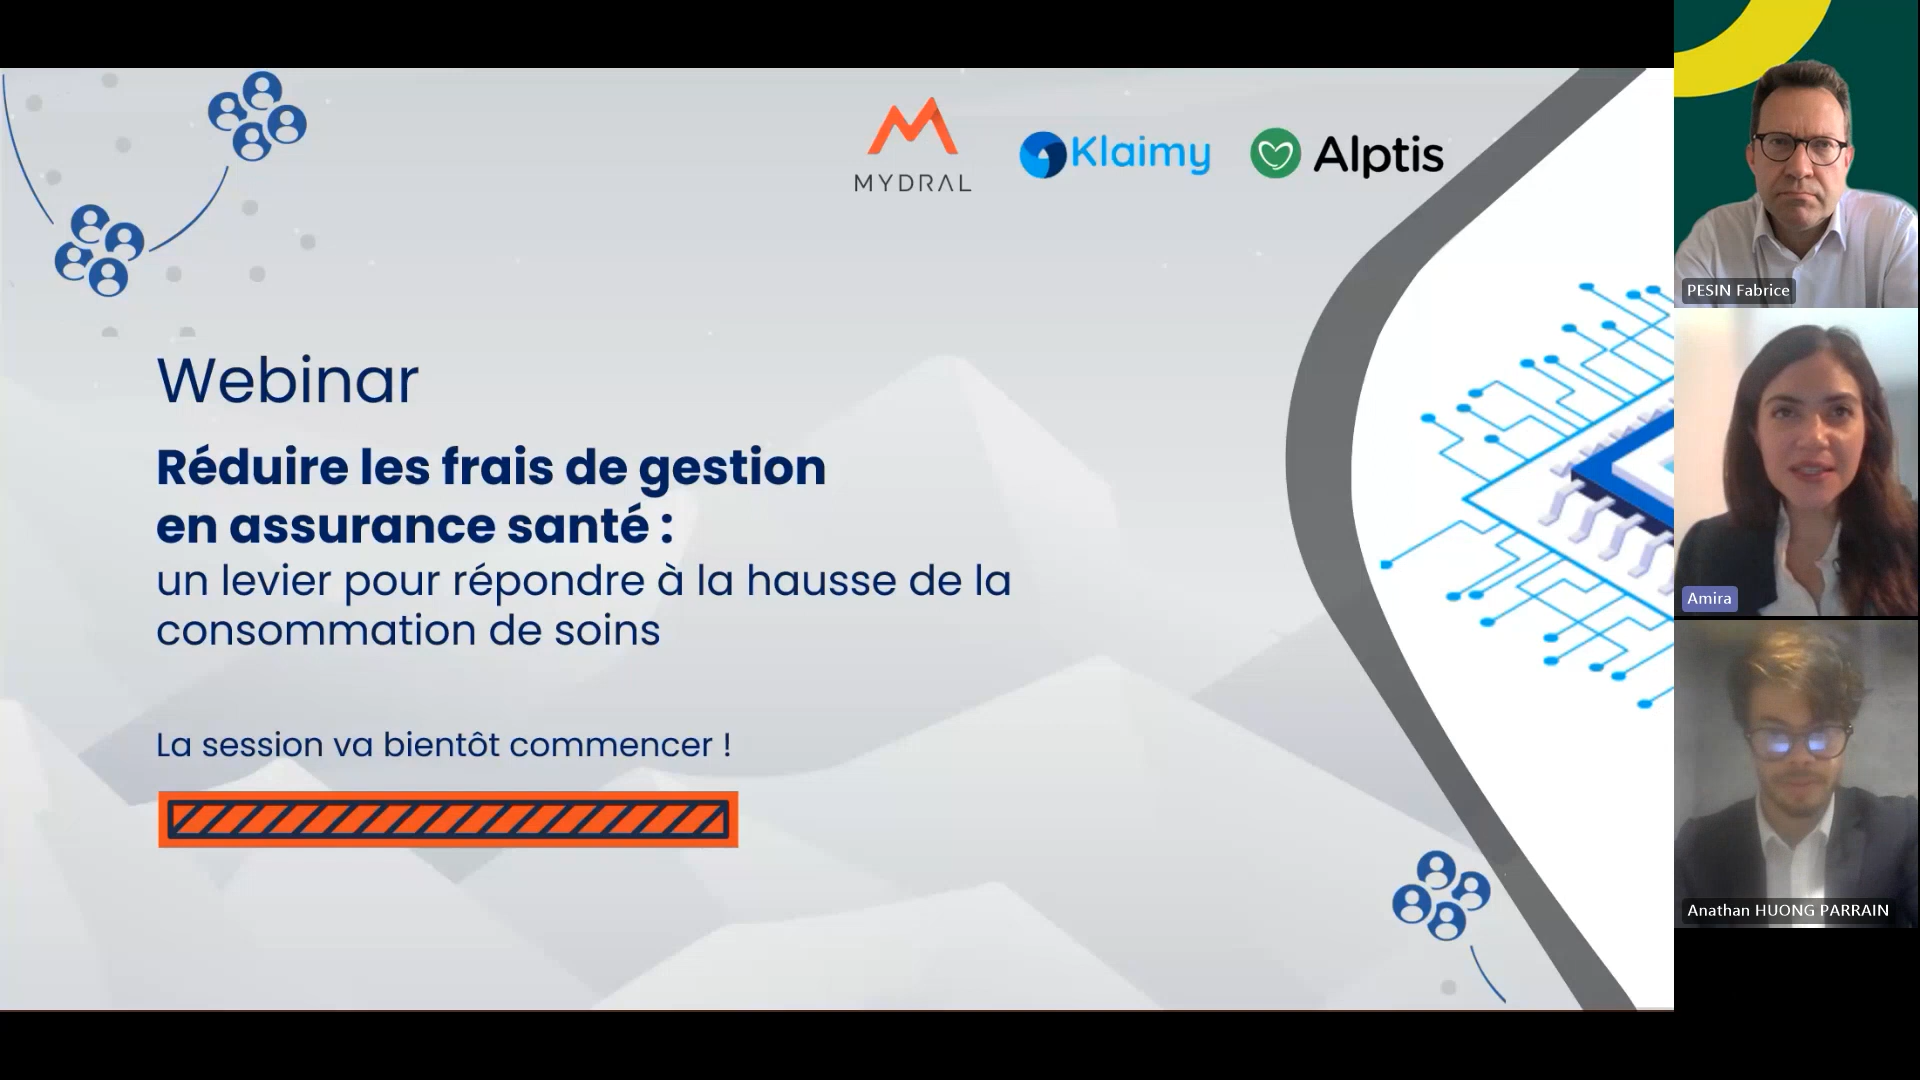 MYDRAL
Klaimy
Alptis
Webinar
Réduire les frais de gestion
en assurance santé :
un levier pour répondre à la hausse de la
consommation de soins
La session va bientôt commencer !
PESIN Fabrice
Amira
Anathan HUONG PARRAIN